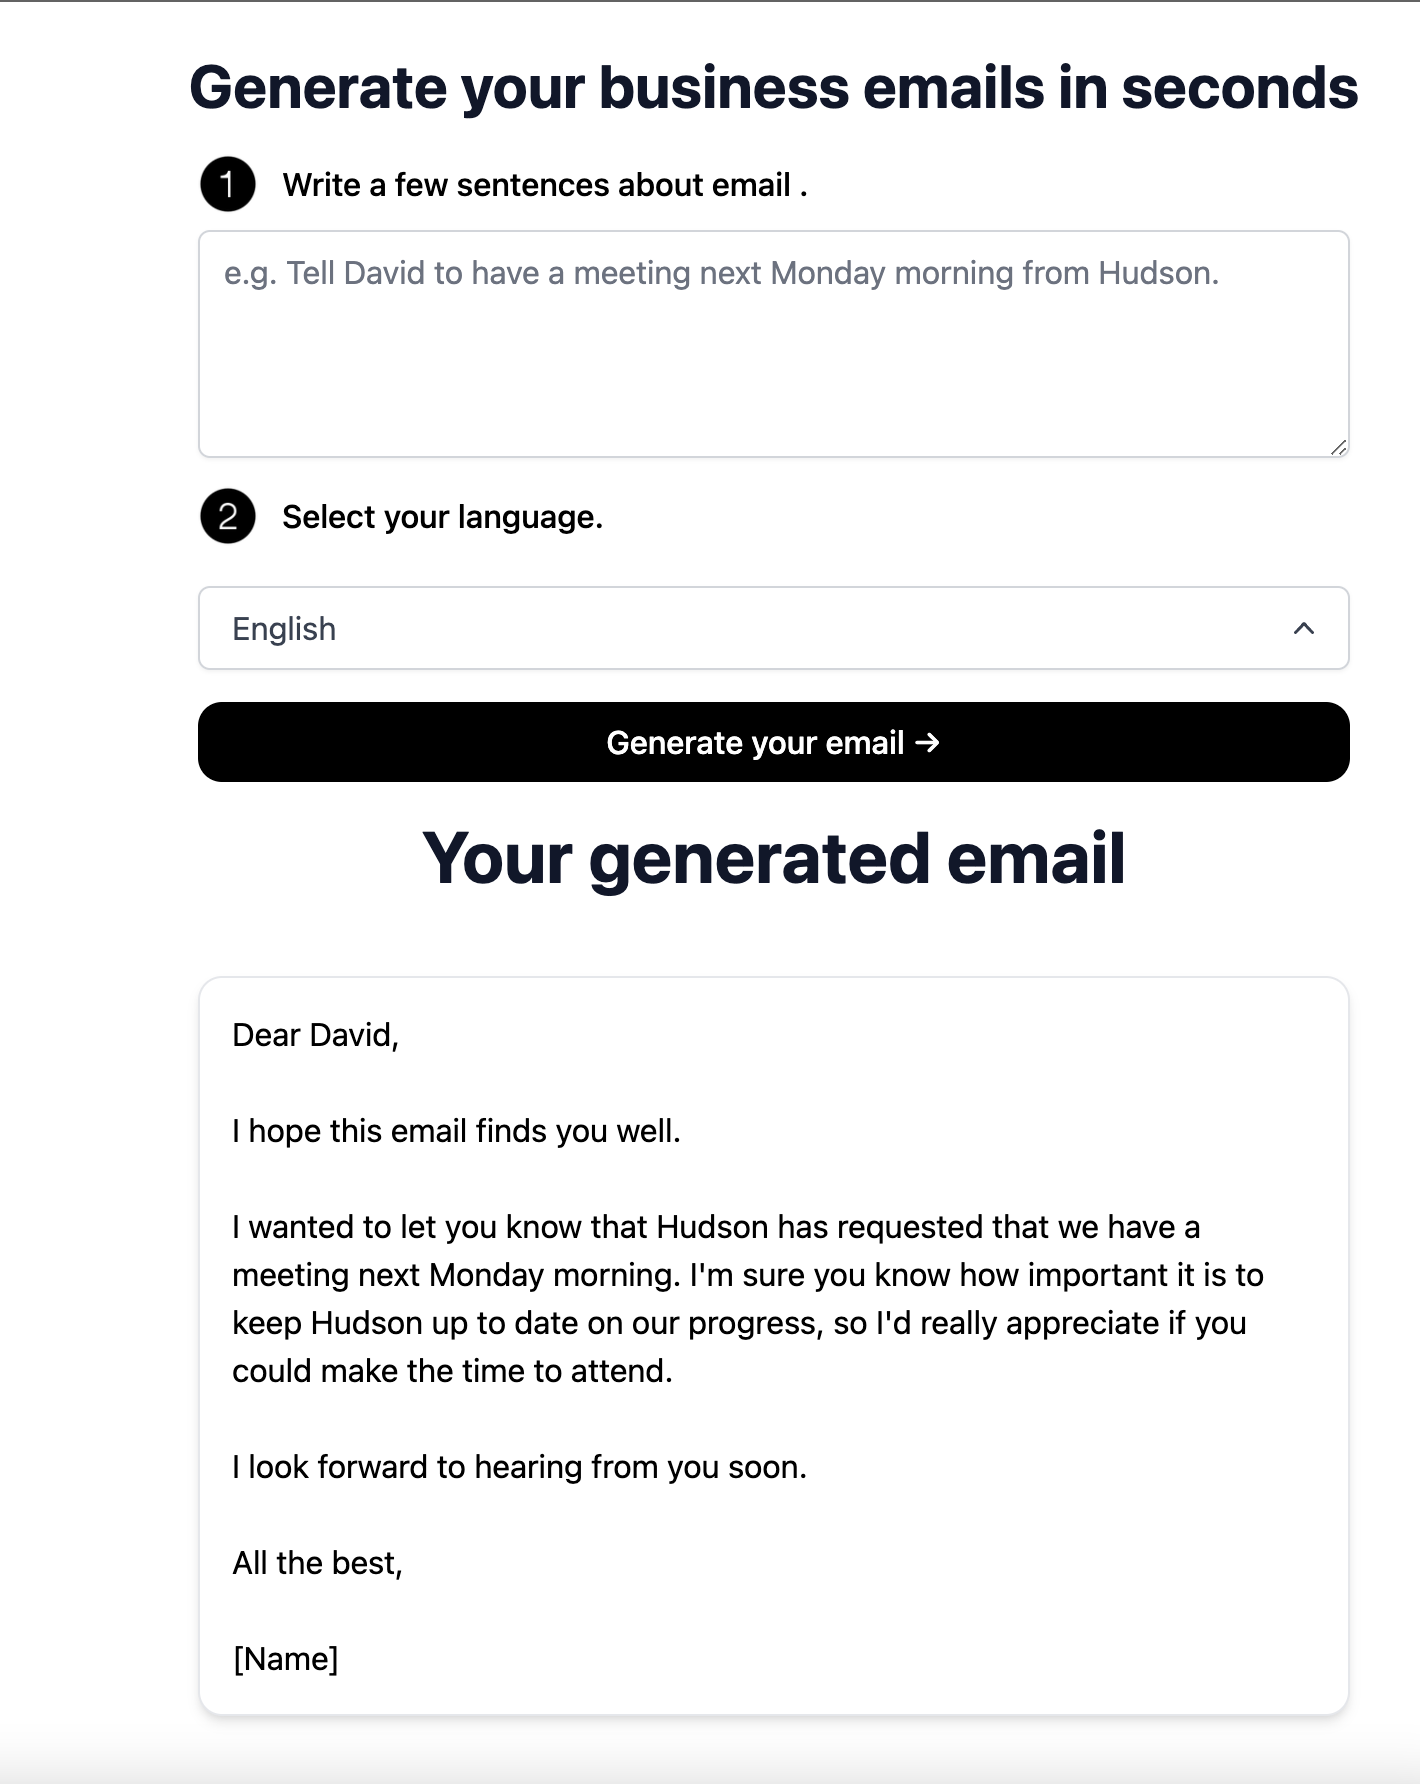 Generate your business emails in seconds
1 Write a few sentences about email .
e.g. Tell David to have a meeting next Monday morning from Hudson.
2 Select your language.
English
Generate your email →
Your generated email
Dear David,
I hope this email finds you well.
I wanted to let you know that Hudson has requested that we have a
meeting next Monday morning. I'm sure you know how important it is to
keep Hudson up to date on our progress, so I'd really appreciate if you
could make the time to attend.
I look forward to hearing from you soon.
All the best,
[Name]